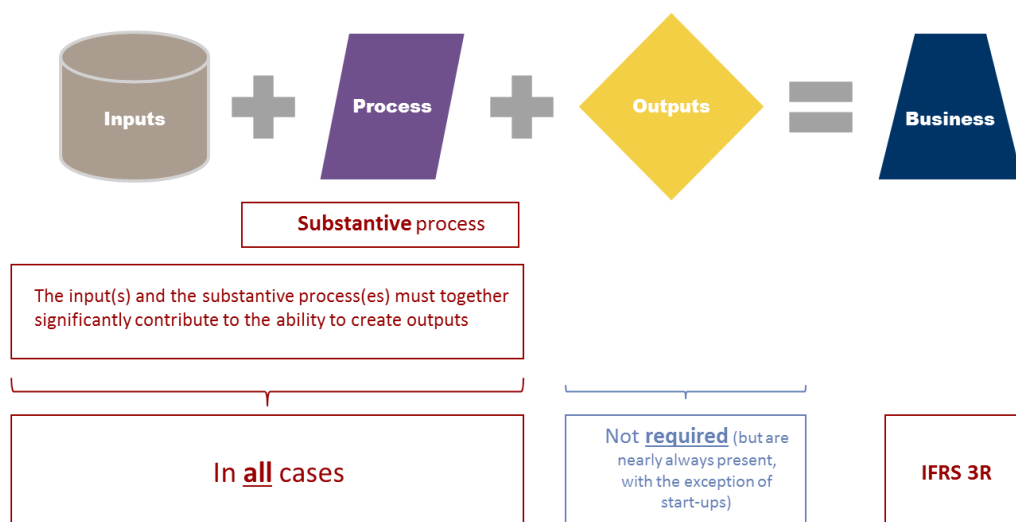 Inputs
Process
Outputs
Business
Substantive process
The input(s) and the substantive process(es) must together
significantly contribute to the ability to create outputs
In all cases
Not required (but are
nearly always present,
with the exception of
start-ups)
IFRS 3R